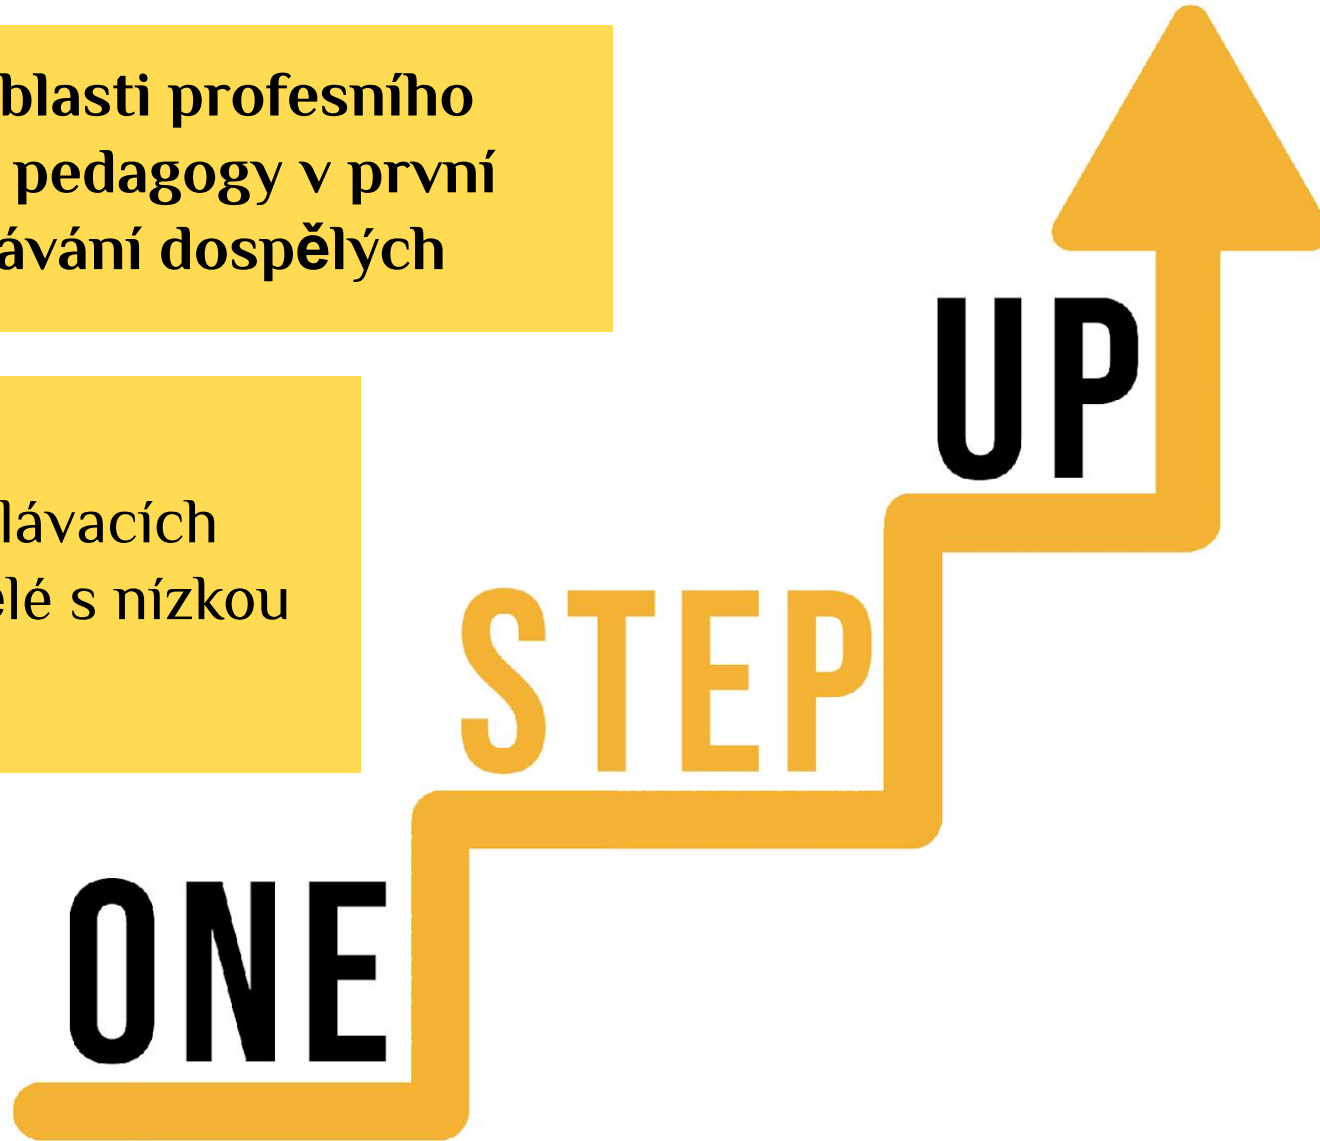 blasti profesního
pedagogy v první
ávání dospělých
lávacích
elé s nízkou
UP
STEP
ONE